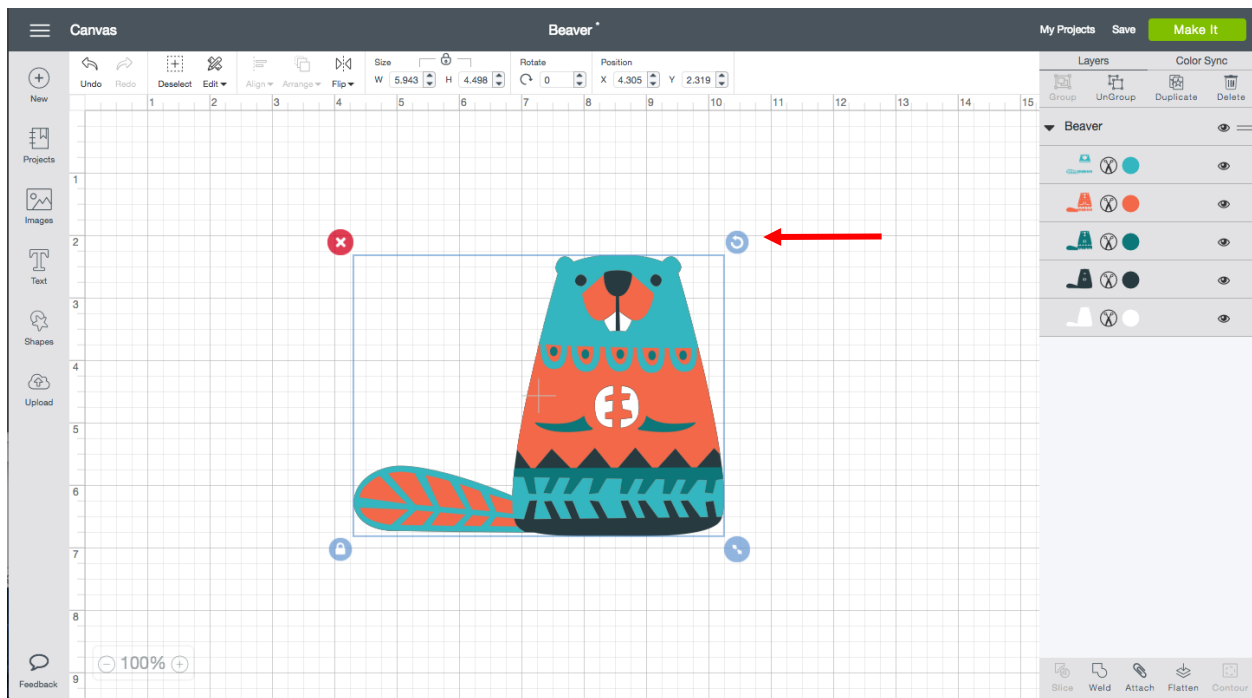 Canvas Beaver * My Projects Save Make It
Size Rotate Position
W 5.943 H 4.498 0 X 4.305 Y 2.319
Undo Redo Deselect Edit Align Arrange Flip
New
Projects
Images
Text
Shapes
Upload
Feedback
1 2 3 4 5 6 7 8 9 10 11 12 13 14 15
1
2
3
4
5
6
7
8
9
100%
Layers Color Sync
Group UnGroup Duplicate Delete
Beaver
Slice Weld Attach Flatten Contour